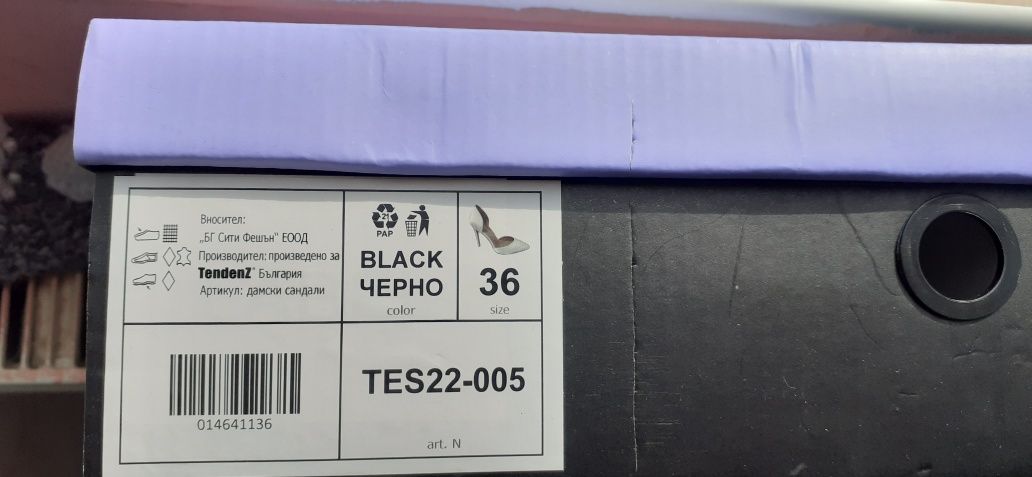 Вносител:
„БГ Сити Фешън" ЕООД
Производител: произведено за
TendenZ® България
Артикул: дамски сандали
21
PAP
BLACK
ЧЕРНО
color
36
size
014641136
TES22-005
art. N